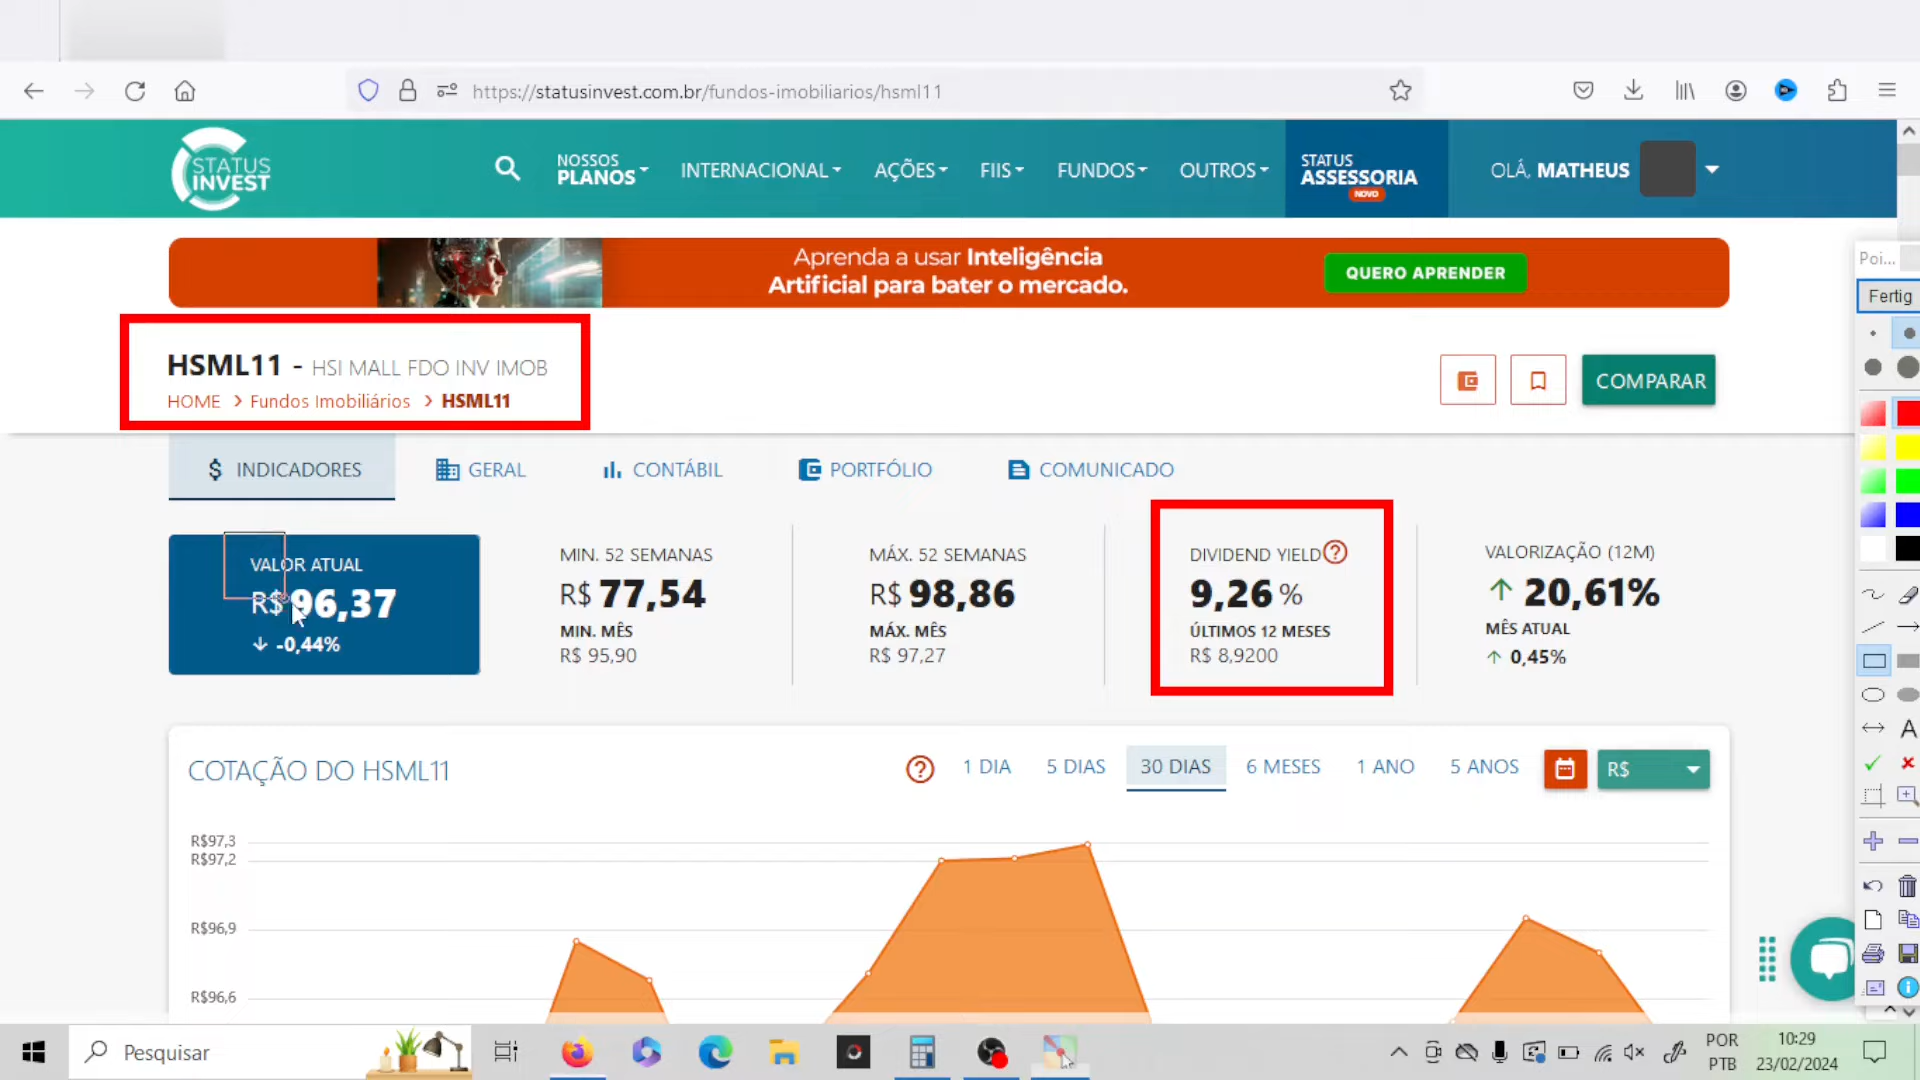 https://statusinvest.com.br/fundos-imobiliarios/hsml11
STATUS
INVEST
NOSSOS
PLANOS
INTERNACIONAL
AÇÕES
FIIS
FUNDOS
OUTROS
STATUS
ASSESSORIA
NOVO
OLÁ, MATHEUS
Aprenda a usar Inteligência
Artificial para bater o mercado.
QUERO APRENDER
Poi...
Fertig
HSML11 - HSI MALL FDO INV IMOB
HOME > Fundos Imobiliários > HSML11
COMPARAR
INDICADORES
GERAL
CONTÁBIL
PORTFÓLIO
COMUNICADO
VALOR ATUAL
R$ 96,37
-0,44%
MIN. 52 SEMANAS
R$ 77,54
MIN. MÊS
R$ 95,90
MÁX. 52 SEMANAS
R$ 98,86
MÁX. MÊS
R$ 97,27
DIVIDEND YIELD
9,26 %
ÚLTIMOS 12 MESES
R$ 8,9200
VALORIZAÇÃO (12M)
20,61%
MÊS ATUAL
0,45%
COTAÇÃO DO HSML11
1 DIA
5 DIAS
30 DIAS
6 MESES
1 ANO
5 ANOS
R$
R$97,3
R$97,2
R$96,9
R$96,6
A
Pesquisar
POR
PTB
10:29
23/02/2024